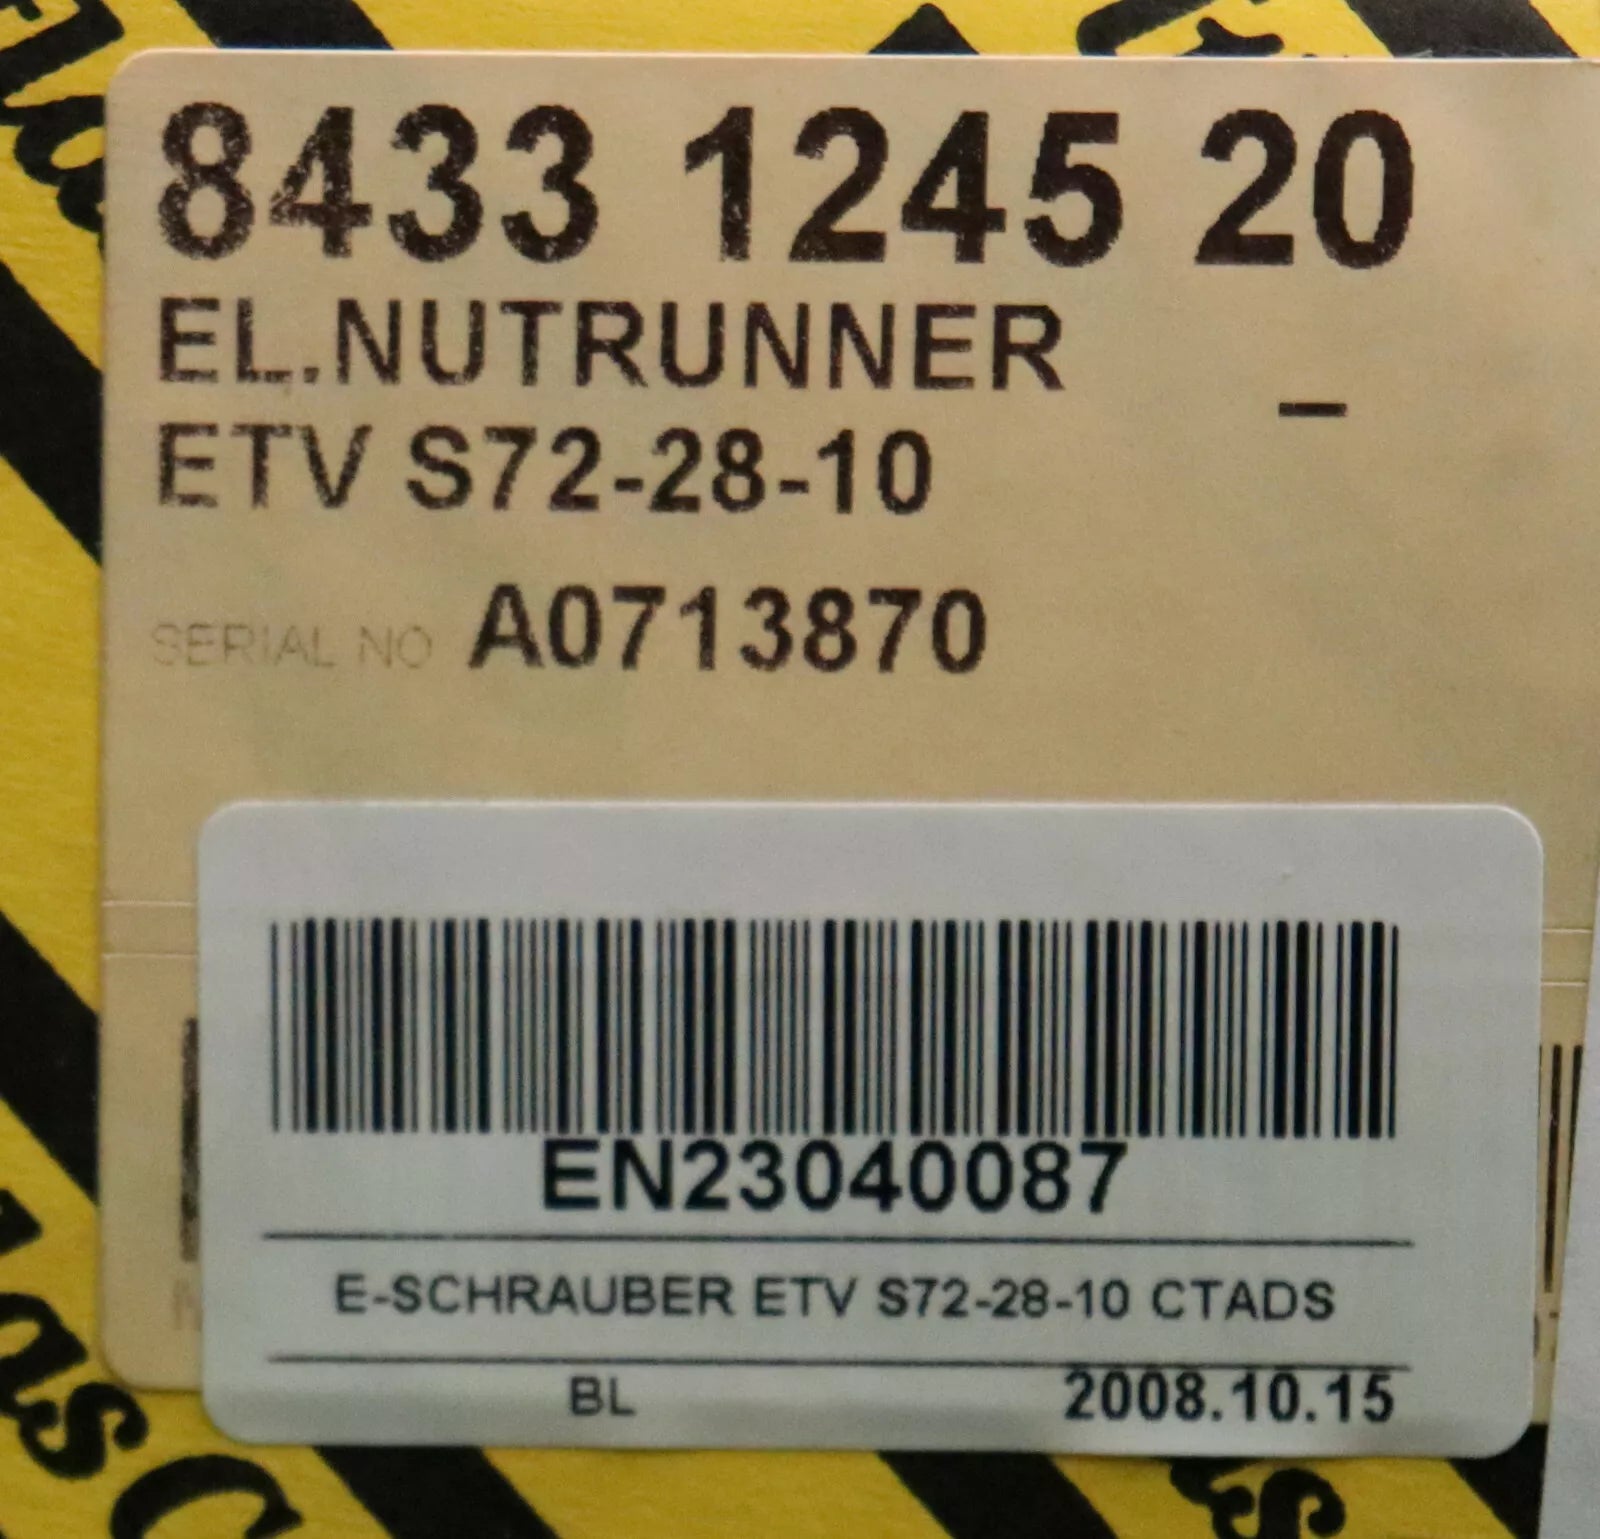 8433 1245 20
EL.NUTRUNNER
ETV S72-28-10
–
SERIAL NO A0713870
EN23040087
E-SCHRAUBER ETV S72-28-10 CTADS
BL 2008.10.15